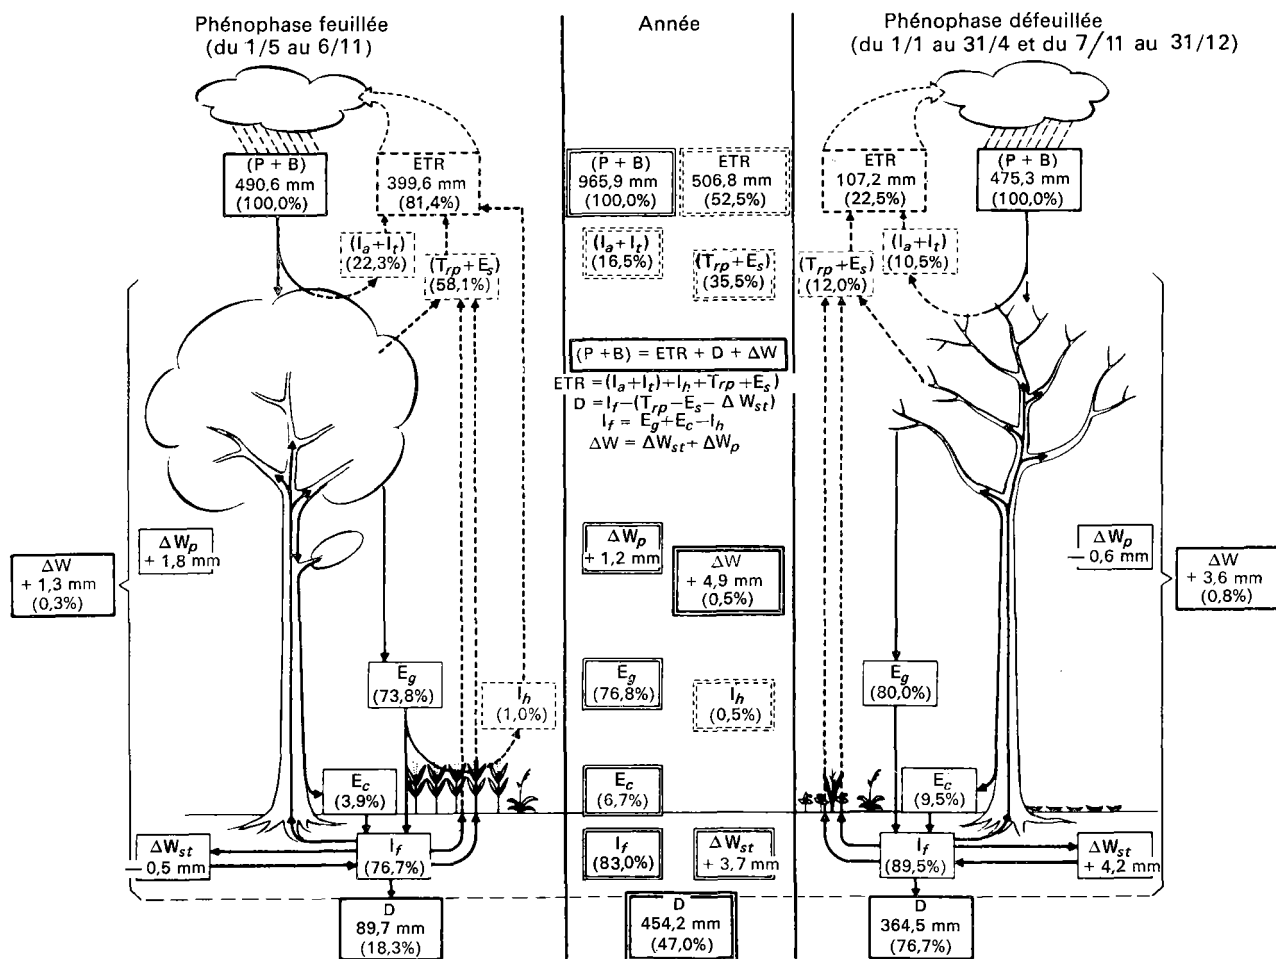 Phénophase feuillée
(du 1/5 au 6/11)
Année
Phénophase défeuillée
(du 1/1 au 31/4 et du 7/11 au 31/12)
(P + B)
490,6 mm
(100,0%)
ETR
399,6 mm
(81,4%)
(P + B)
965,9 mm
(100,0%)
ETR
506,8 mm
(52,5%)
ETR
107,2 mm
(22,5%)
(P + B)
475,3 mm
(100,0%)
(Ia+It)
(22,3%)
(Trp+Es)
(58,1%)
(Ia+It)
(16,5%)
(Trp+Es)
(35,5%)
(Trp+Es)
(12,0%)
(Ia+It)
(10,5%)
(P + B) = ETR + D + ΔW
ETR = (Ia+It)+Ih+Trp+Es)
D = If–(Trp–Es– ΔWst)
If = Eg+Ec–Ih
ΔW = ΔWst+ ΔWp
ΔW
+ 1,3 mm
(0,3%)
ΔWp
+ 1,8 mm
ΔWp
+ 1,2 mm
ΔW
+ 4,9 mm
(0,5%)
ΔWp
– 0,6 mm
ΔW
+ 3,6 mm
(0,8%)
Eg
(73,8%)
Ih
(1,0%)
Eg
(76,8%)
Ih
(0,5%)
Eg
(80,0%)
Ec
(3,9%)
Ec
(6,7%)
Ec
(9,5%)
ΔWst
– 0,5 mm
If
(76,7%)
If
(83,0%)
ΔWst
+ 3,7 mm
If
(89,5%)
ΔWst
+ 4,2 mm
D
89,7 mm
(18,3%)
D
454,2 mm
(47,0%)
D
364,5 mm
(76,7%)